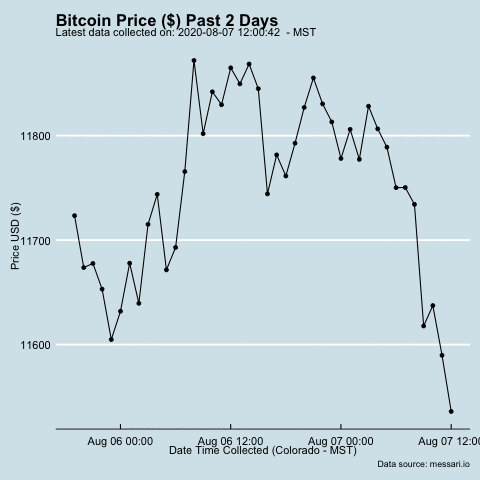 Bitcoin Price ($) Past 2 Days
Latest data collected on: 2020-08-07 12:00:42 - MST
11800
11700
11600
Price USD ($)
Aug 06 00:00 Aug 06 12:00 Aug 07 00:00 Aug 07 12:00
Date Time Collected (Colorado - MST)
Data source: messari.io